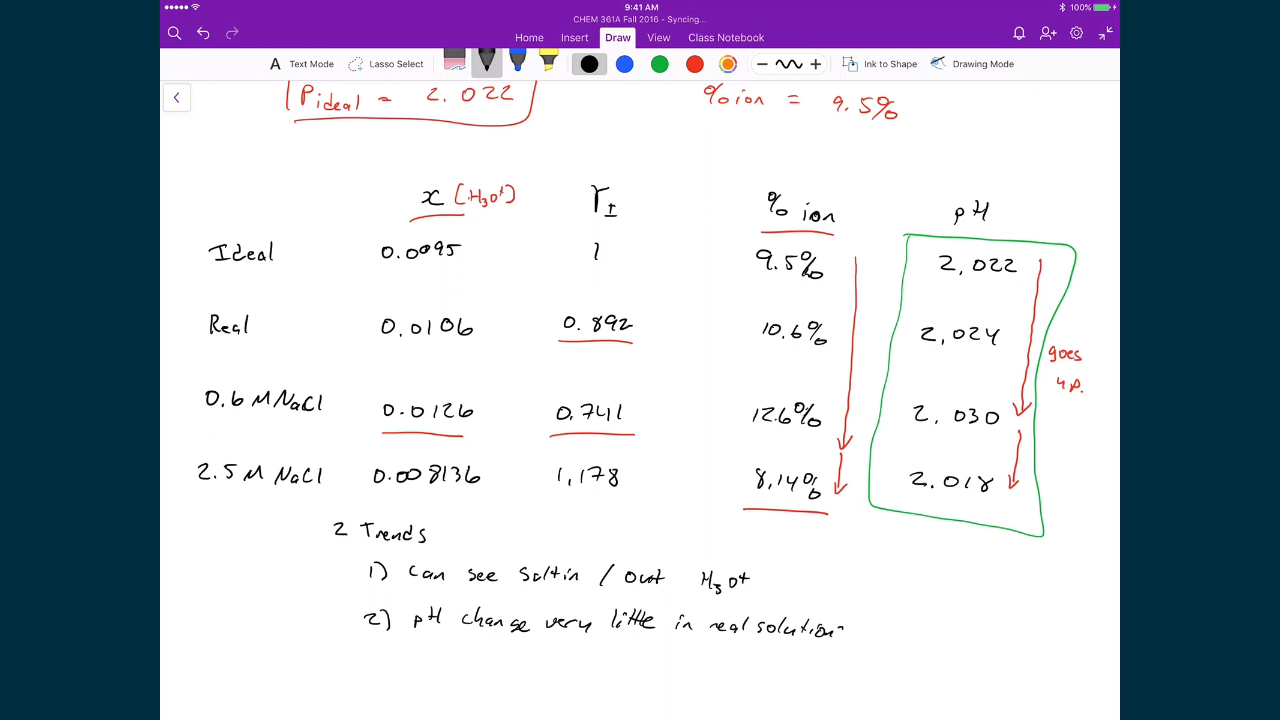 9:41 AM
100%
CHEM 361A Fall 2016 - Syncing...
Home Insert Draw View Class Notebook
A Text Mode Lasso Select Ink to Shape Drawing Mode
Pideal = 2.022 % ion = 9.5%
x [H3O+] γ± % ion pH
Ideal 0.0095 1 9.5% 2.022
Real 0.0106 0.892 10.6% 2.024
goes up.
0.6 M NaCl 0.0126 0.741 12.6% 2.030
2.5 M NaCl 0.008136 1.178 8.14% 2.018
2 Trends
1) can see salt in / out H3O+
2) pH change very little in real solutions